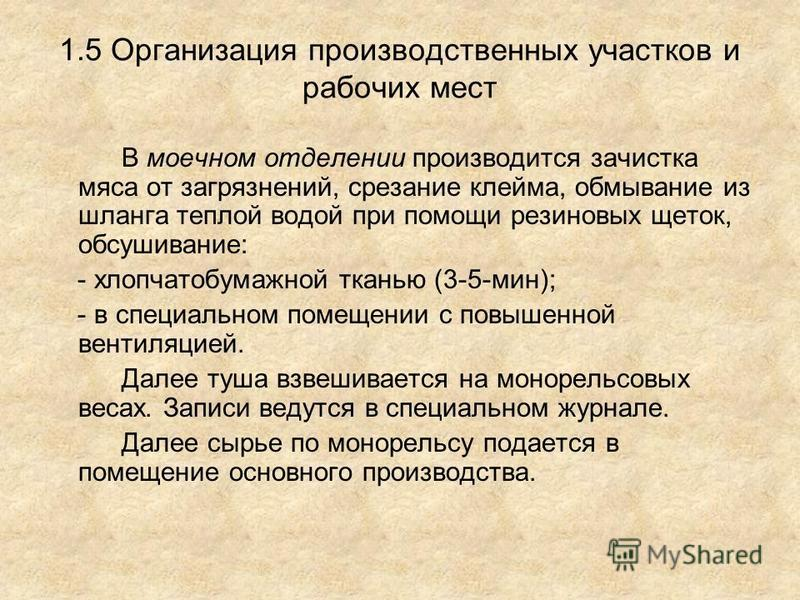 1.5 Организация производственных участков и
рабочих мест
В моечном отделении производится зачистка
мяса от загрязнений, срезание клейма, обмывание из
шланга теплой водой при помощи резиновых щеток,
обсушивание:
- хлопчатобумажной тканью (3-5-мин);
- в специальном помещении с повышенной
вентиляцией.
Далее туша взвешивается на монорельсовых
весах. Записи ведутся в специальном журнале.
Далее сырье по монорельсу подается в
помещение основного производства.
MyShared